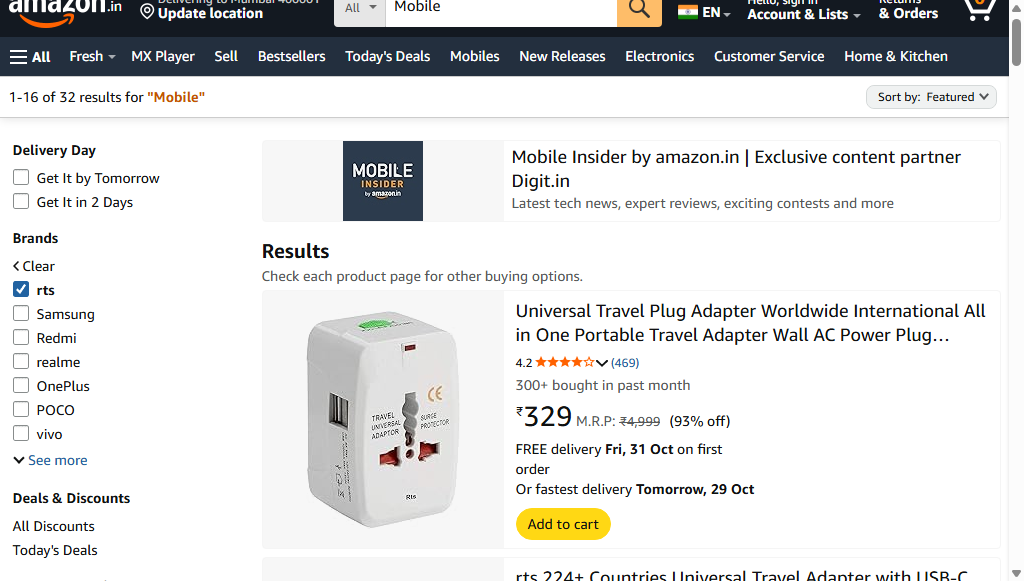 amazon.in
Delivering to Mumbai 400001
Update location
All
Mobile
EN
Hello, sign in
Account & Lists
Returns
& Orders
0
All
Fresh
MX Player
Sell
Bestsellers
Today's Deals
Mobiles
New Releases
Electronics
Customer Service
Home & Kitchen
1-16 of 32 results for "Mobile"
Sort by: Featured
Delivery Day
Get It by Tomorrow
Get It in 2 Days
Brands
Clear
rts
Samsung
Redmi
realme
OnePlus
POCO
vivo
See more
Deals & Discounts
All Discounts
Today's Deals
MOBILE
INSIDER
by amazon.in
Mobile Insider by amazon.in | Exclusive content partner
Digit.in
Latest tech news, expert reviews, exciting contests and more
Results
Check each product page for other buying options.
CE
TRAVEL
UNIVERSAL
ADAPTOR
SURGE
PROTECTOR
Rts
Universal Travel Plug Adapter Worldwide International All
in One Portable Travel Adapter Wall AC Power Plug…
4.2 (469)
300+ bought in past month
₹329 M.R.P: ₹4,999 (93% off)
FREE delivery Fri, 31 Oct on first
order
Or fastest delivery Tomorrow, 29 Oct
Add to cart
rts 224+ Countries Universal Travel Adapter with USB-C